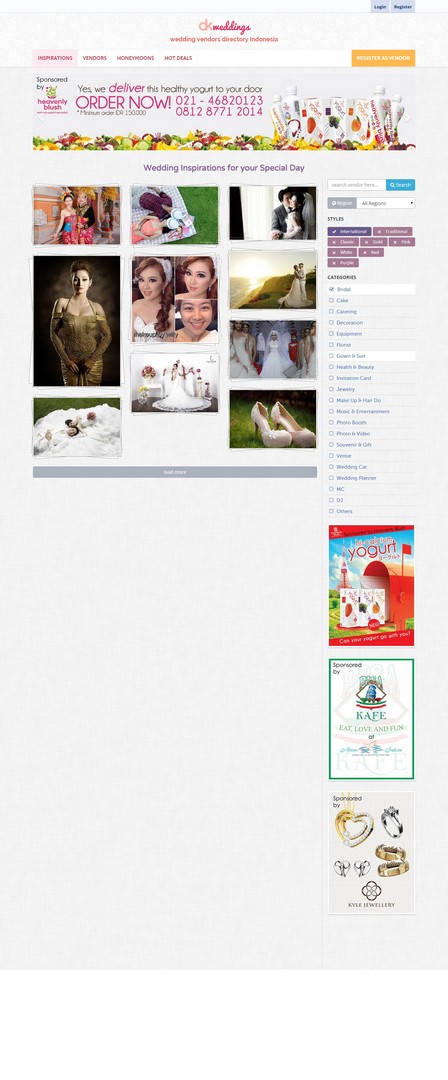 Login
Register
dkweddings
wedding vendors directory Indonesia
INSPIRATIONS
VENDORS
HONEYMOONS
HOT DEALS
REGISTER AS VENDOR
Sponsored
by
heavenly
blush
Yes, we deliver this healthy yogurt to your door
ORDER NOW! 021 - 46820123
0812 8771 2014
* Minimum order IDR 150.000
Wedding Inspirations for your Special Day
search vendor here...
Search
Region
All Regions
STYLES
International
Traditional
Classic
Gold
Pink
White
Red
Purple
CATEGORIES
Bridal
Cake
Catering
Decoration
Equipment
Florist
Gown & Suit
Health & Beauty
Invitation Card
Jewelry
Make Up & Hair Do
Music & Entertainment
Photo Booth
Photo & Video
Souvenir & Gift
Venue
Wedding Car
Wedding Planner
MC
DJ
Others
load more
yogurt
Can your yogurt go with you?
Sponsored
by
KAFE
EAT, LOVE AND FUN
at
Sponsored
by
KYLE JEWELLERY